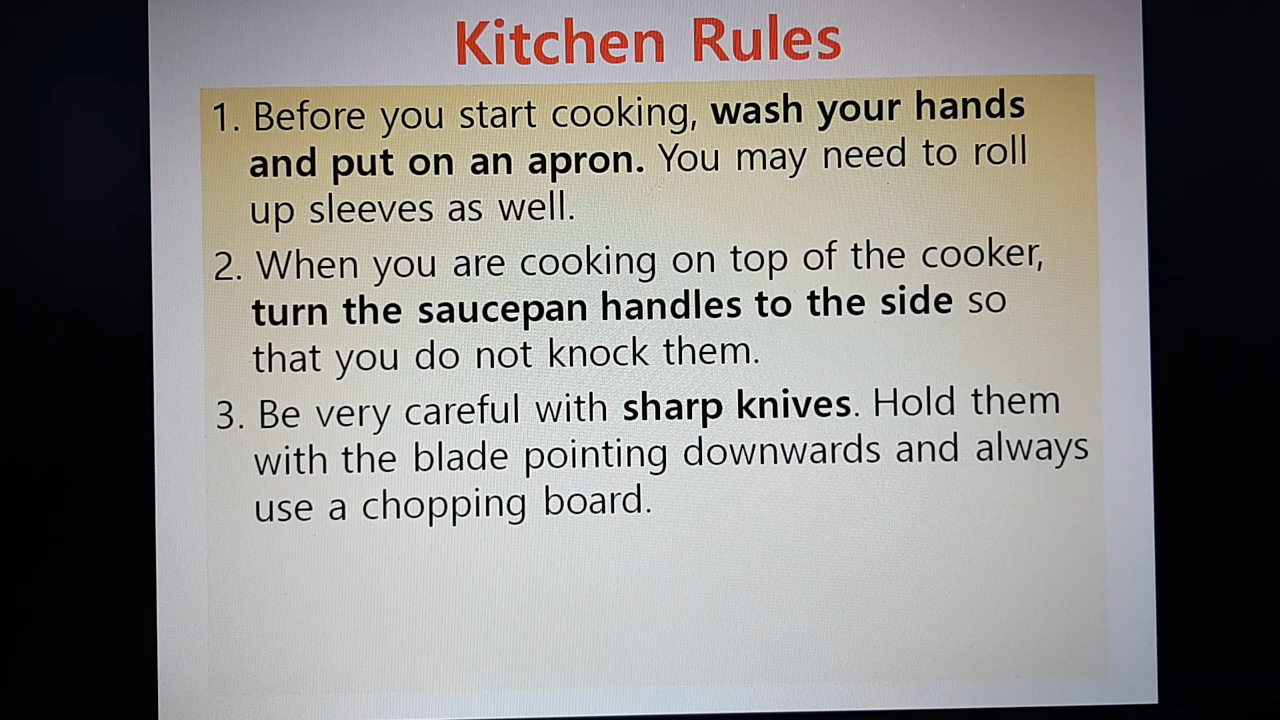 Kitchen Rules
1. Before you start cooking, wash your hands
and put on an apron. You may need to roll
up sleeves as well.
2. When you are cooking on top of the cooker,
turn the saucepan handles to the side so
that you do not knock them.
3. Be very careful with sharp knives. Hold them
with the blade pointing downwards and always
use a chopping board.